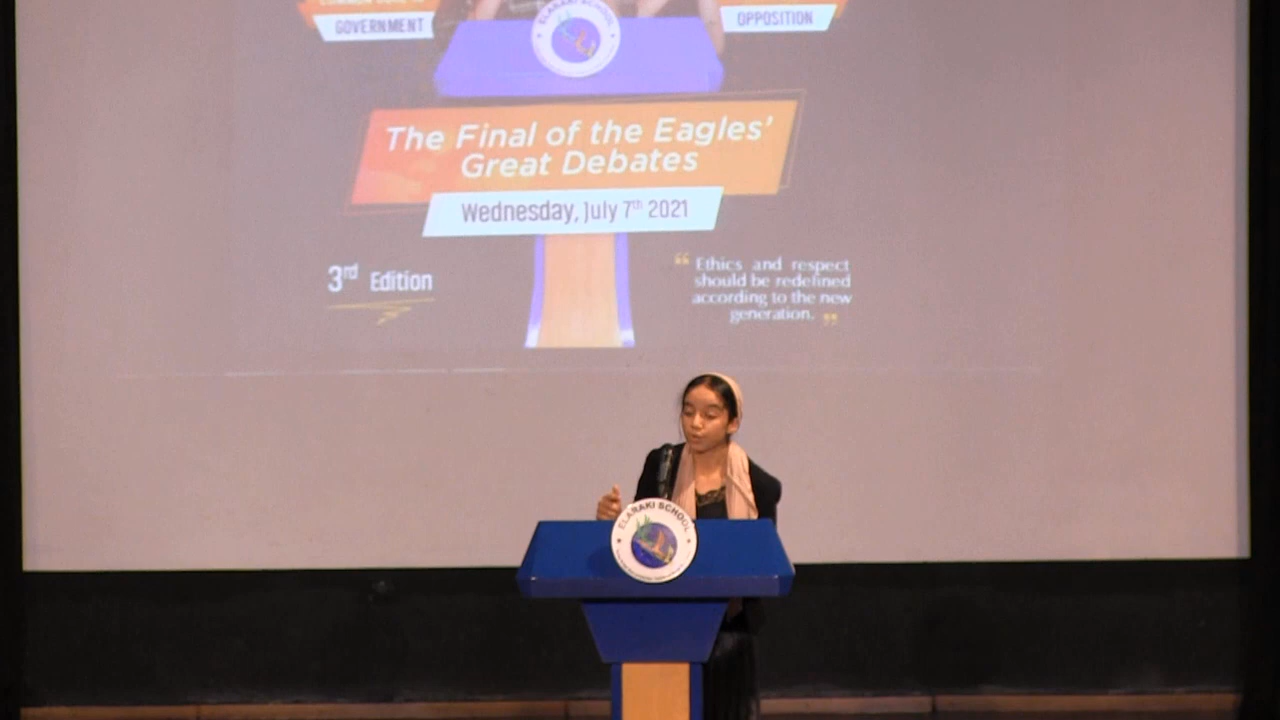 GOVERNMENT
OPPOSITION
ELARAKI SCHOOL
The Final of the Eagles'
Great Debates
Wednesday, July 7th 2021
3rd Edition
“ Ethics and respect
should be redefined
according to the new
generation. ”
ELARAKI SCHOOL